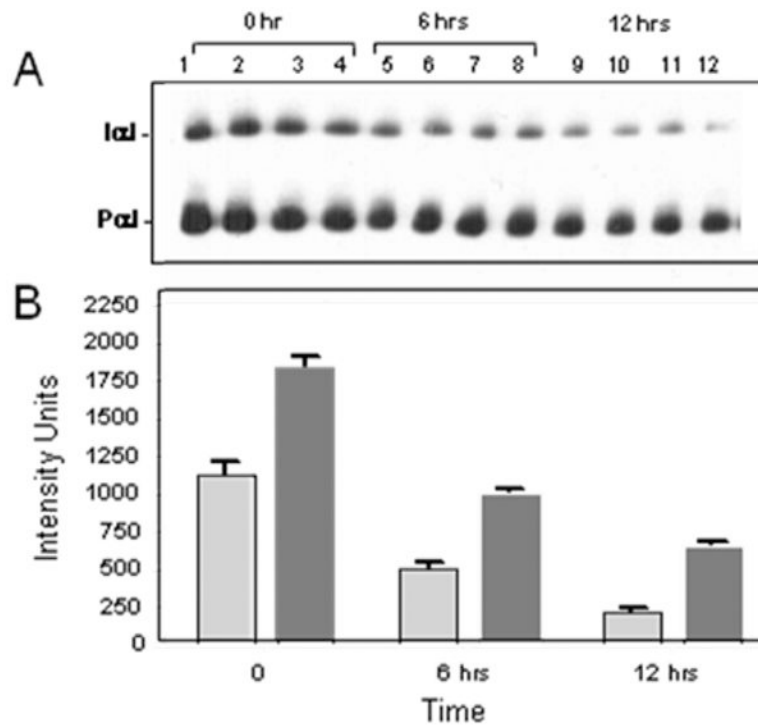 0 hr 6 hrs 12 hrs
1 2 3 4 5 6 7 8 9 10 11 12
A
IαI -
PαI -
B
2250
2000
1750
1500
1250
1000
750
500
250
0
Intensity Units
0 6 hrs 12 hrs
Time